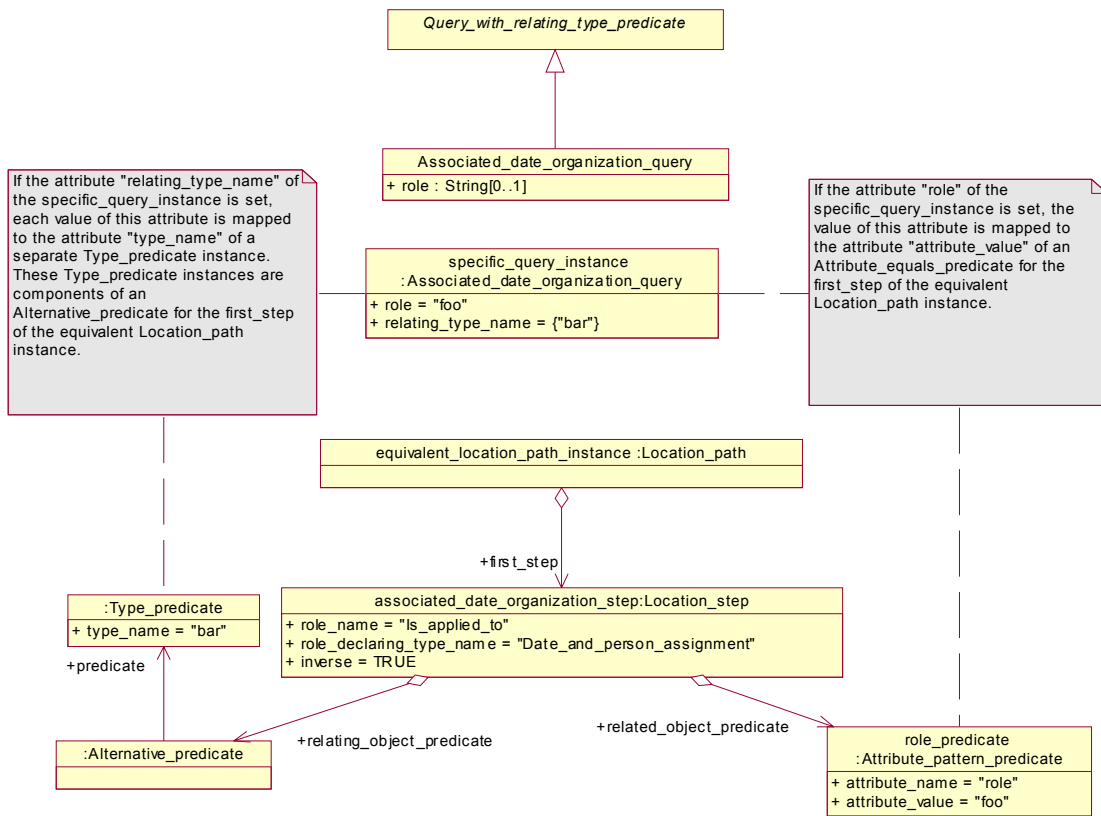 Query_with_relating_type_predicate
Associated_date_organization_query
+ role : String[0..1]
If the attribute "relating_type_name" of
the specific_query_instance is set,
each value of this attribute is mapped
to the attribute "type_name" of a
separate Type_predicate instance.
These Type_predicate instances are
components of an
Alternative_predicate for the first_step
of the equivalent Location_path
instance.
If the attribute "role" of the
specific_query_instance is set, the
value of this attribute is mapped to
the attribute "attribute_value" of an
Attribute_equals_predicate for the
first_step of the equivalent
Location_path instance.
specific_query_instance
:Associated_date_organization_query
+ role = "foo"
+ relating_type_name = {"bar"}
equivalent_location_path_instance :Location_path
+first_step
associated_date_organization_step:Location_step
+ role_name = "Is_applied_to"
+ role_declaring_type_name = "Date_and_person_assignment"
+ inverse = TRUE
:Type_predicate
+ type_name = "bar"
+predicate
+relating_object_predicate
+related_object_predicate
:Alternative_predicate
role_predicate
:Attribute_pattern_predicate
+ attribute_name = "role"
+ attribute_value = "foo"